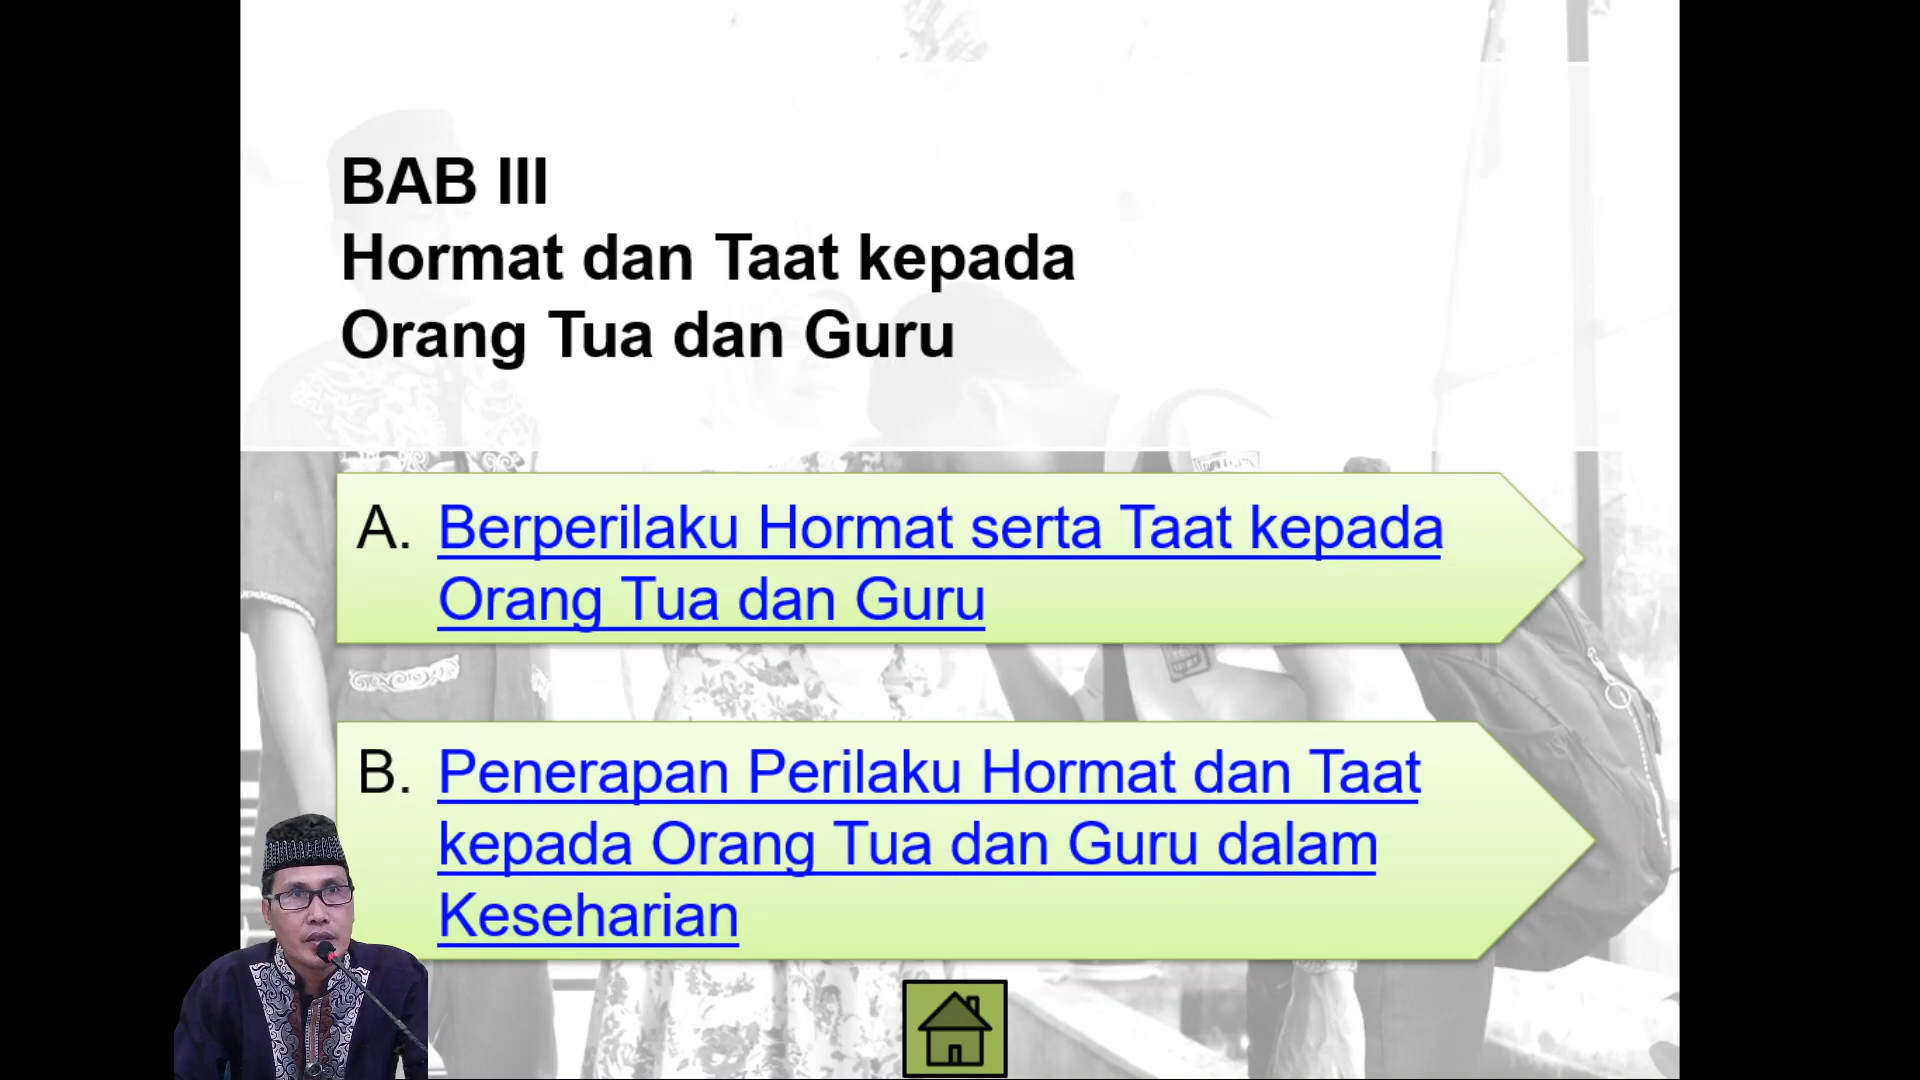 BAB III
Hormat dan Taat kepada
Orang Tua dan Guru
A. Berperilaku Hormat serta Taat kepada
Orang Tua dan Guru
B. Penerapan Perilaku Hormat dan Taat
kepada Orang Tua dan Guru dalam
Keseharian